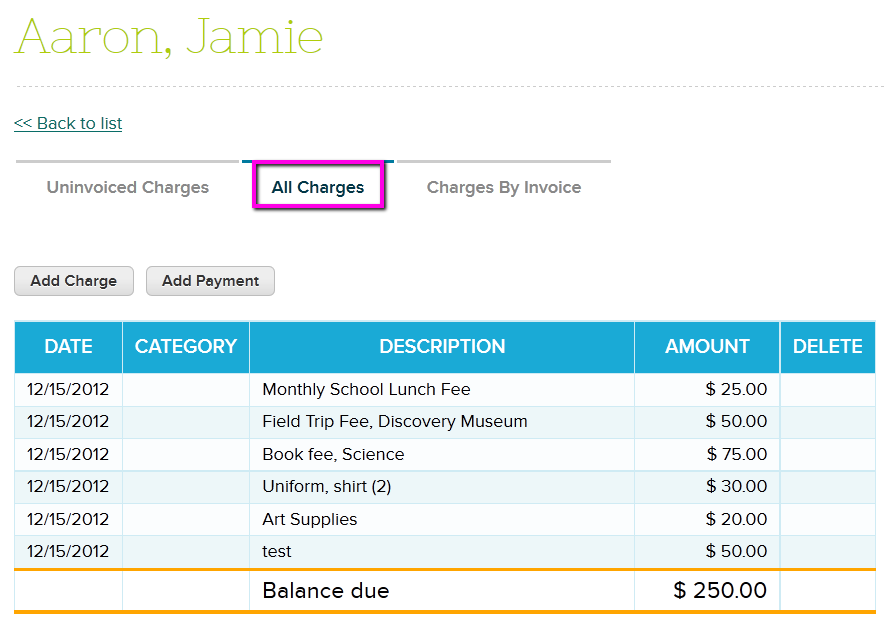 Aaron, Jamie
<< Back to list
Uninvoiced Charges All Charges Charges By Invoice
Add Charge Add Payment
DATE CATEGORY DESCRIPTION AMOUNT DELETE
12/15/2012 Monthly School Lunch Fee $ 25.00
12/15/2012 Field Trip Fee, Discovery Museum $ 50.00
12/15/2012 Book fee, Science $ 75.00
12/15/2012 Uniform, shirt (2) $ 30.00
12/15/2012 Art Supplies $ 20.00
12/15/2012 test $ 50.00
Balance due $ 250.00